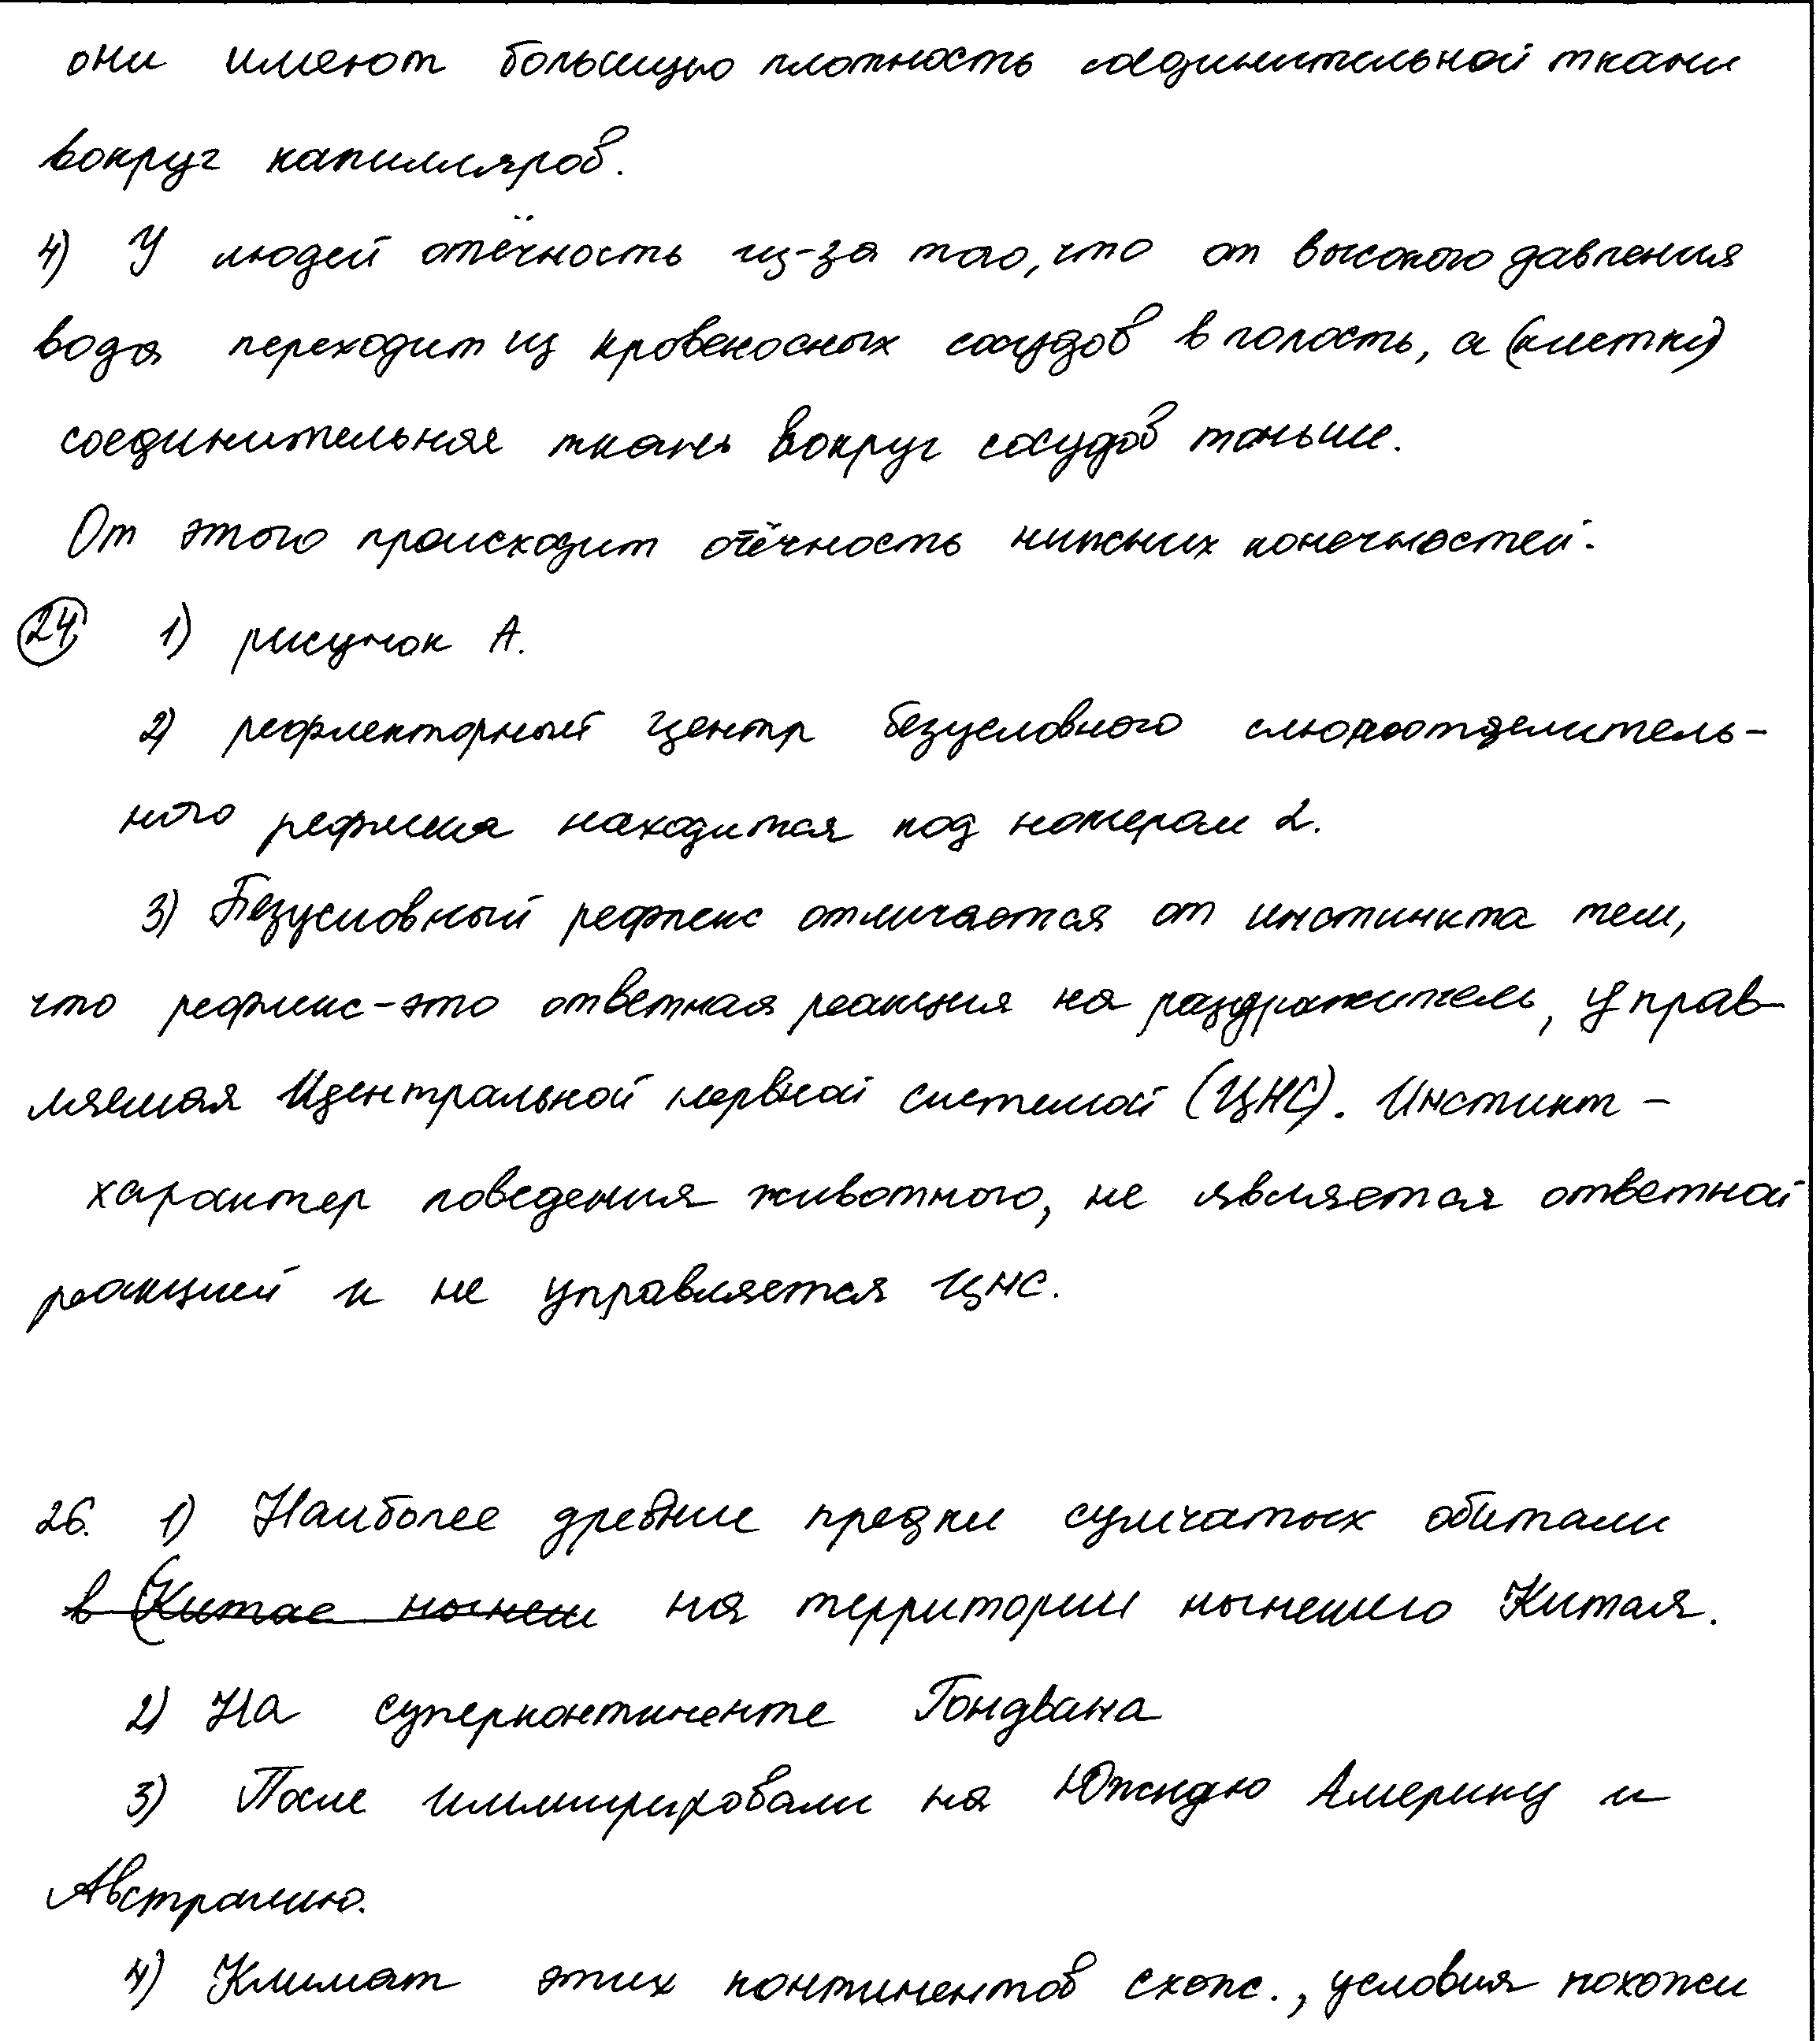 они имеют большую плотность соединительной ткани
вокруг капилляров.
4) У людей отёчность из-за того, что от высокого давления
вода переходит из кровеносных сосудов в полость, а (клетки)
соединительная ткань вокруг сосудов тоньше.
От этого происходит отёчность нижних конечностей.
24 1) рисунок А.
2) рефлекторный центр безусловного слюноотделитель-
ного рефлекса находится под номером 2.
3) Безусловный рефлекс отличается от инстинкта тем,
что рефлекс - это ответная реакция на раздражитель, управ
ляемая Центральной нервной системой (ЦНС). Инстинкт -
характер поведения животного, не является ответной
реакцией и не управляется ЦНС.
26. 1) Наиболее древние предки сумчатых обитали
в (Китае нынеш на территории нынешнего Китая.
2) На суперконтиненте Гондвана
3) После иммигрировали на Южную Америку и
Австралию.
4) Климат этих континентов схож., условия похожи